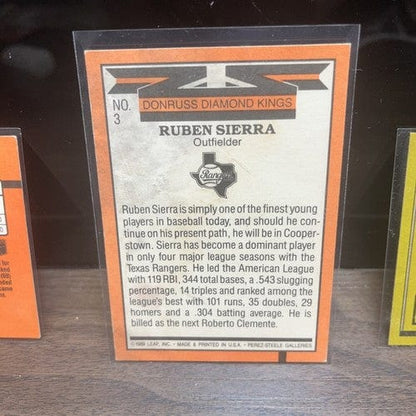 NO.
3
DONRUSS DIAMOND KINGS
RUBEN SIERRA
Outfielder
Rangers
Ruben Sierra is simply one of the finest young
players in baseball today, and should he con-
tinue on his present path, he will be in Cooper-
stown. Sierra has become a dominant player
in only four major league seasons with the
Texas Rangers. He led the American League
with 119 RBI, 344 total bases, a .543 slugging
percentage, 14 triples and ranked among the
league's best with 101 runs, 35 doubles, 29
homers and a .304 batting average. He is
billed as the next Roberto Clemente.
©1989 LEAF, INC. • MADE & PRINTED IN U.S.A. • PEREZ-STEELE GALLERIES